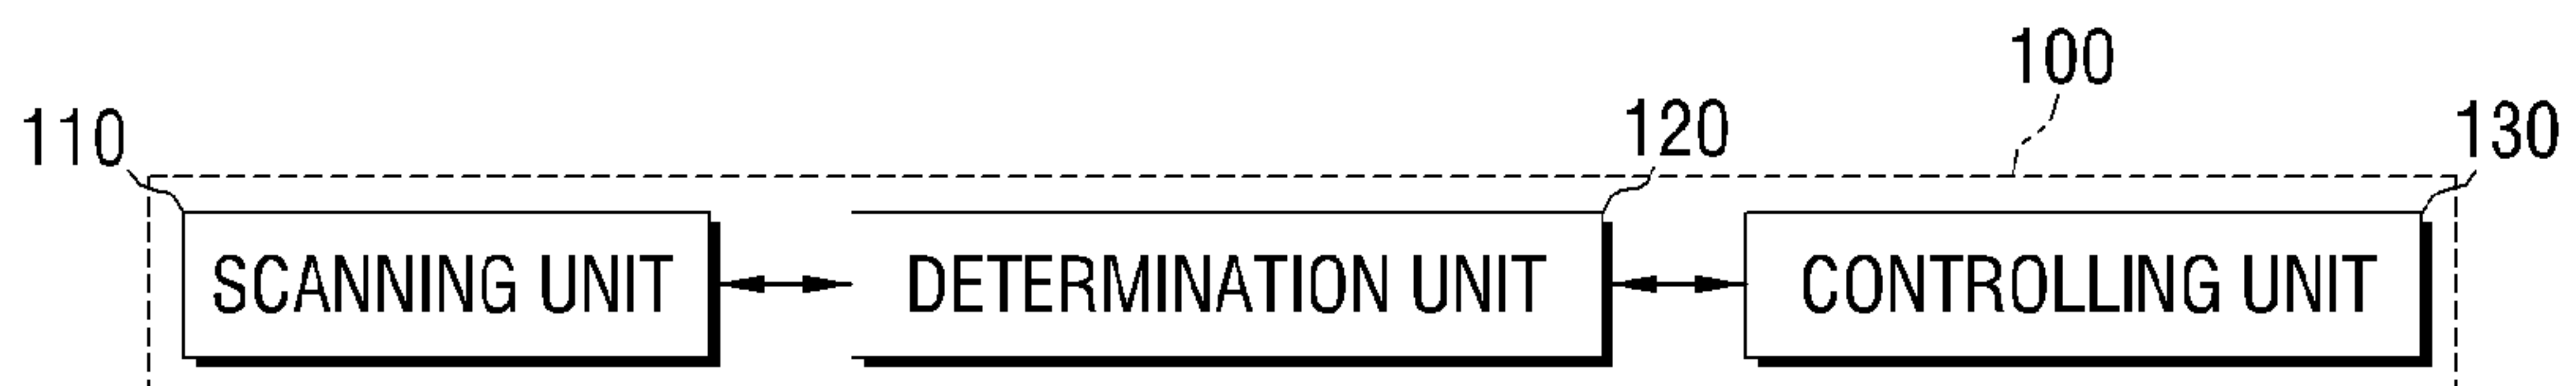 100
110
120
130
SCANNING UNIT
DETERMINATION UNIT
CONTROLLING UNIT